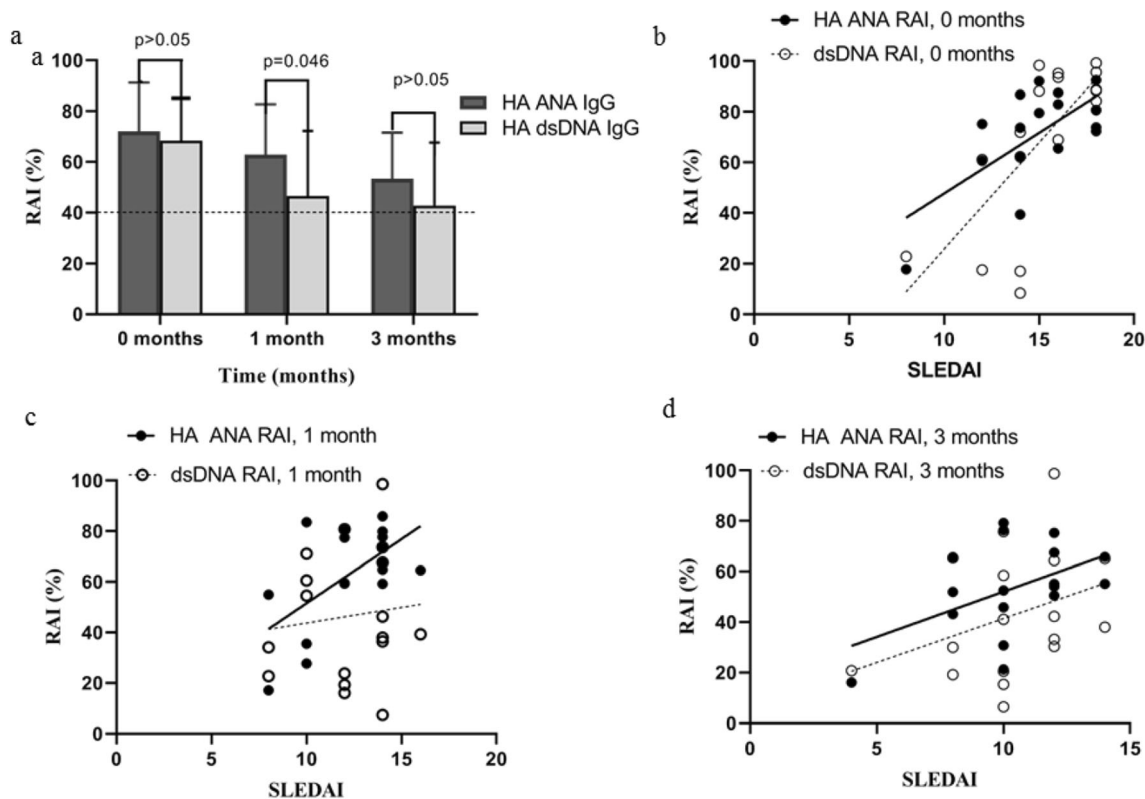 a
a
100
80
60
40
20
0
RAI (%)
p>0.05
p=0.046
p>0.05
HA ANA IgG
HA dsDNA IgG
0 months
1 month
3 months
Time (months)
b
HA ANA RAI, 0 months
dsDNA RAI, 0 months
100
80
60
40
20
0
RAI (%)
0
5
10
15
20
SLEDAI
c
HA ANA RAI, 1 month
dsDNA RAI, 1 month
100
80
60
40
20
0
RAI (%)
0
5
10
15
20
SLEDAI
d
HA ANA RAI, 3 months
dsDNA RAI, 3 months
100
80
60
40
20
0
RAI (%)
0
5
10
15
SLEDAI